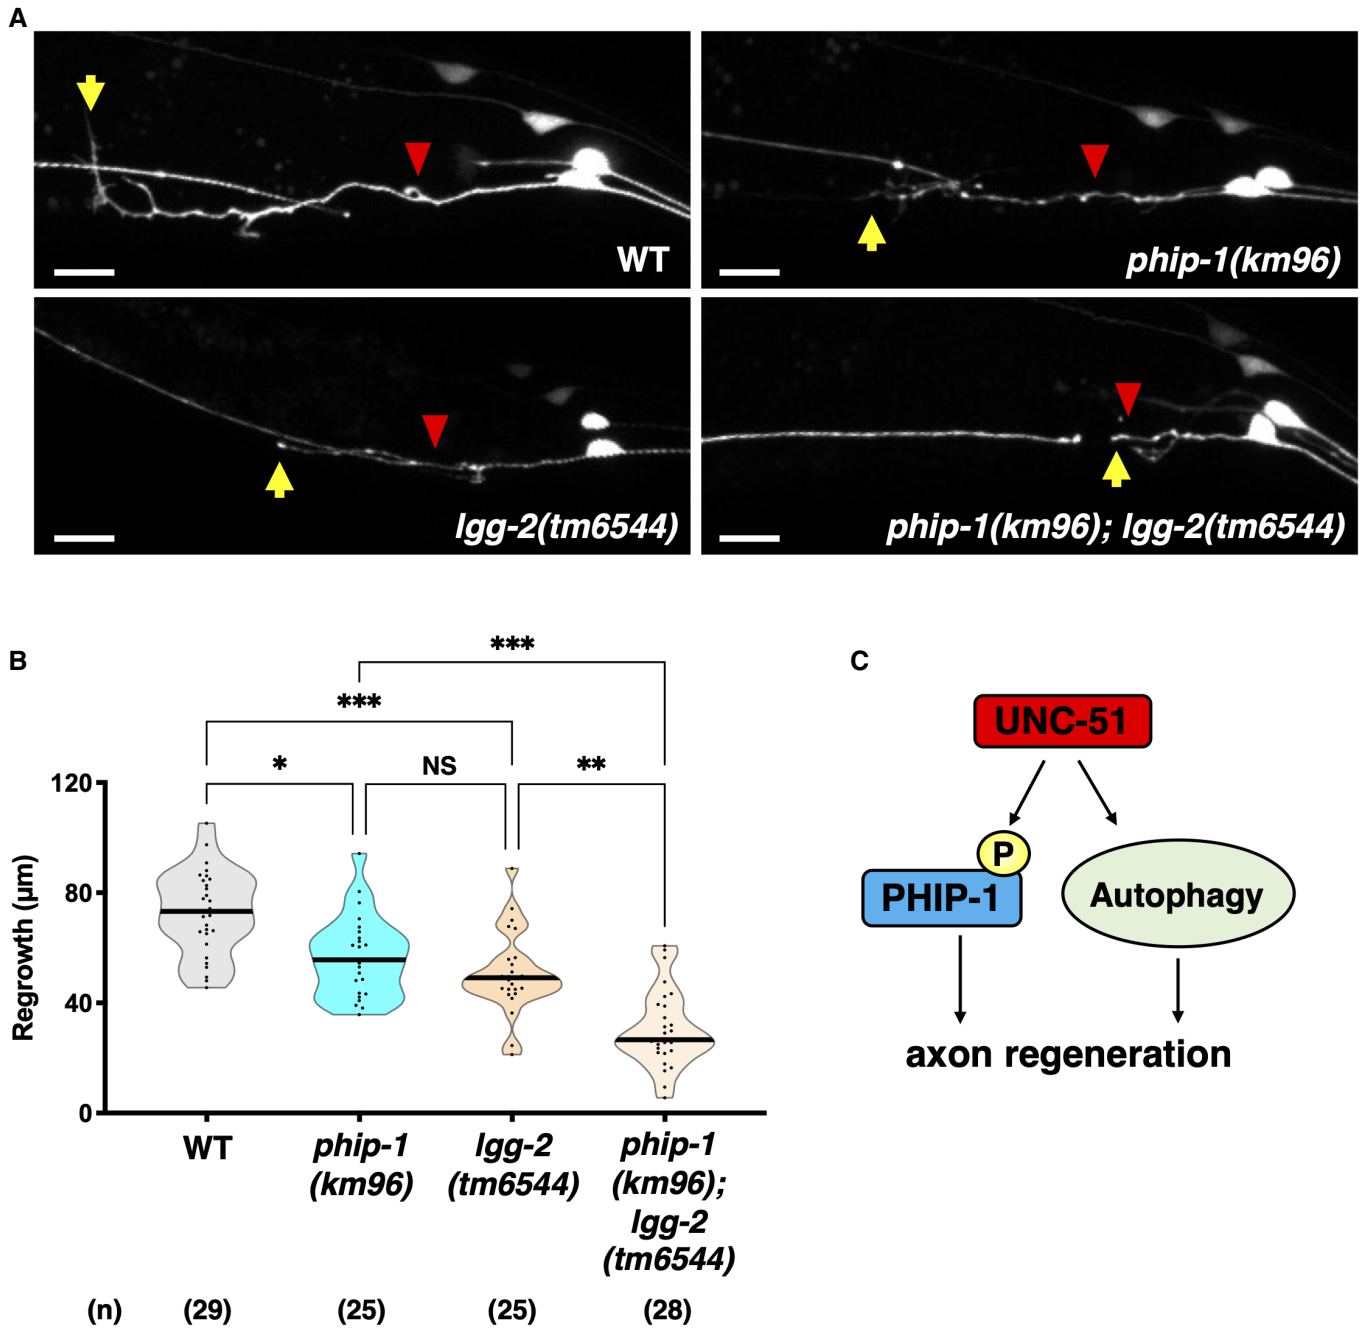 A
WT
phip-1(km96)
lgg-2(tm6544)
phip-1(km96); lgg-2(tm6544)
B
***
***
*
NS
**
120
80
40
0
Regrowth (µm)
WT
phip-1
(km96)
lgg-2
(tm6544)
phip-1
(km96);
lgg-2
(tm6544)
(n)
(29)
(25)
(25)
(28)
C
UNC-51
P
PHIP-1
Autophagy
axon regeneration